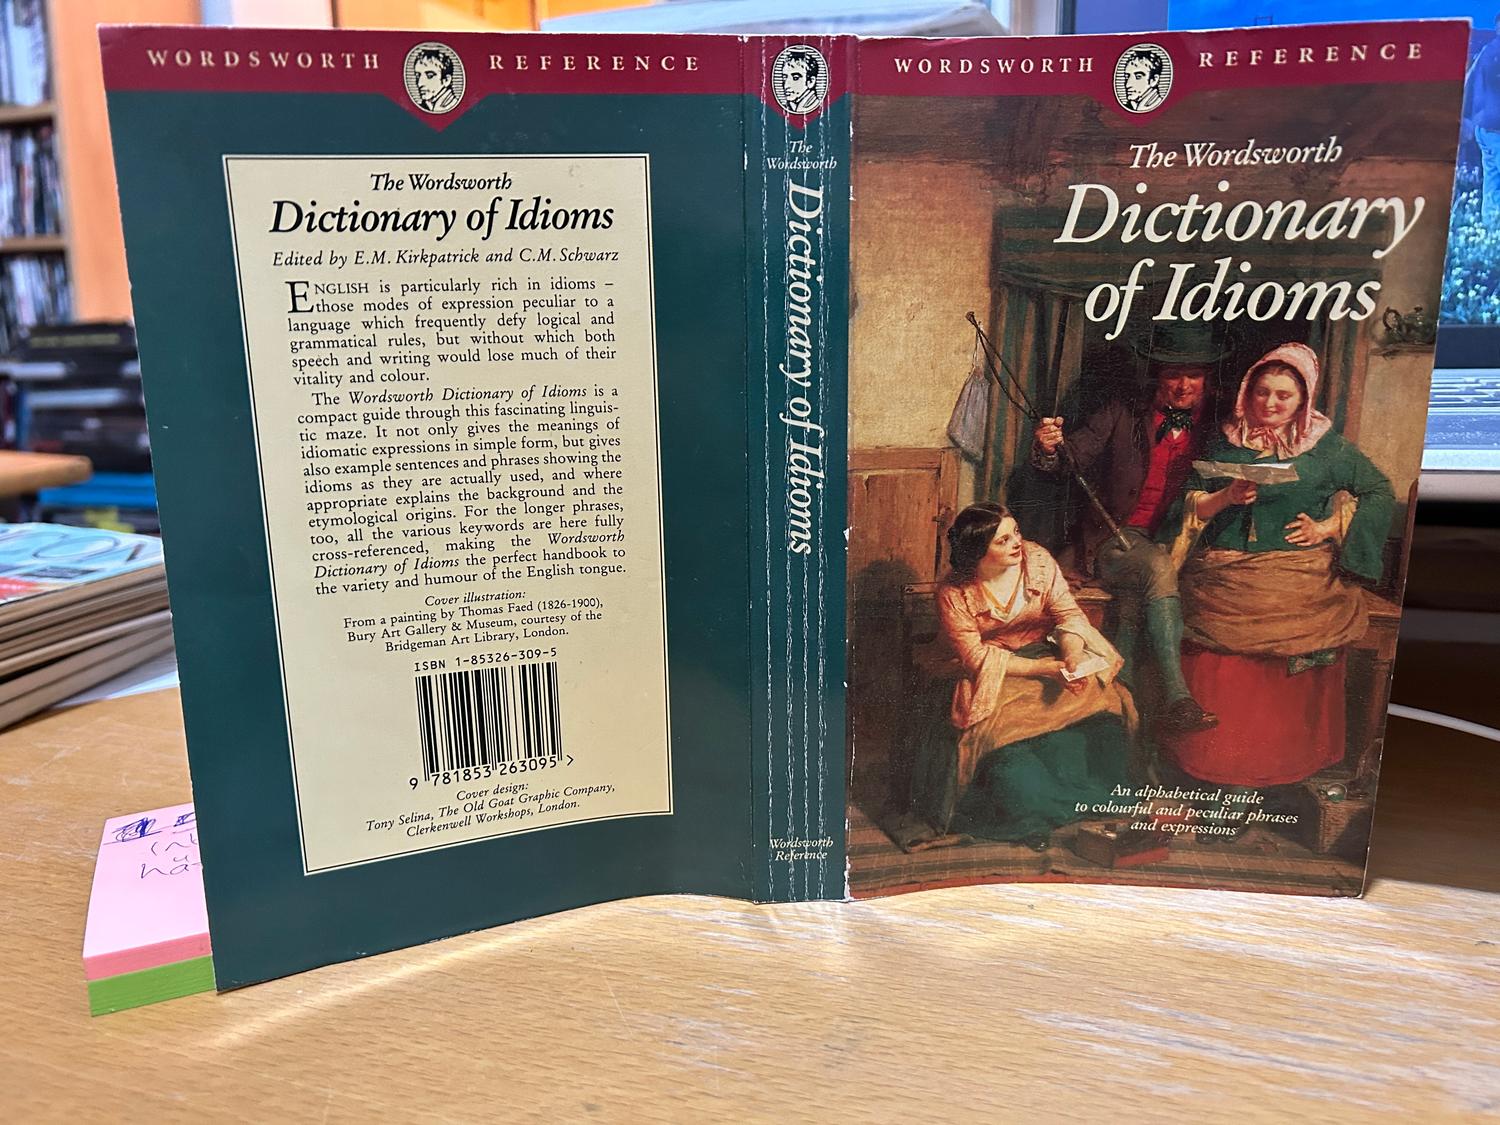 WORDSWORTH REFERENCE
The Wordsworth
Dictionary of Idioms
Edited by E.M. Kirkpatrick and C.M. Schwarz
ENGLISH is particularly rich in idioms –
those modes of expression peculiar to a
language which frequently defy logical and
grammatical rules, but without which both
speech and writing would lose much of their
vitality and colour.
The Wordsworth Dictionary of Idioms is a
compact guide through this fascinating linguis-
tic maze. It not only gives the meanings of
idiomatic expressions in simple form, but gives
also example sentences and phrases showing the
idioms as they are actually used, and where
appropriate explains the background and the
etymological origins. For the longer phrases,
too, all the various keywords are here fully
cross-referenced, making the Wordsworth
Dictionary of Idioms the perfect handbook to
the variety and humour of the English tongue.
Cover illustration:
From a painting by Thomas Faed (1826-1900),
Bury Art Gallery & Museum, courtesy of the
Bridgeman Art Library, London.
ISBN 1-85326-309-5
9 781853 263095 >
Cover design:
Tony Selina, The Old Goat Graphic Company,
Clerkenwell Workshops, London.
The
Wordsworth
Dictionary of Idioms
Wordsworth
Reference
WORDSWORTH REFERENCE
The Wordsworth
Dictionary
of Idioms
An alphabetical guide
to colourful and peculiar phrases
and expressions